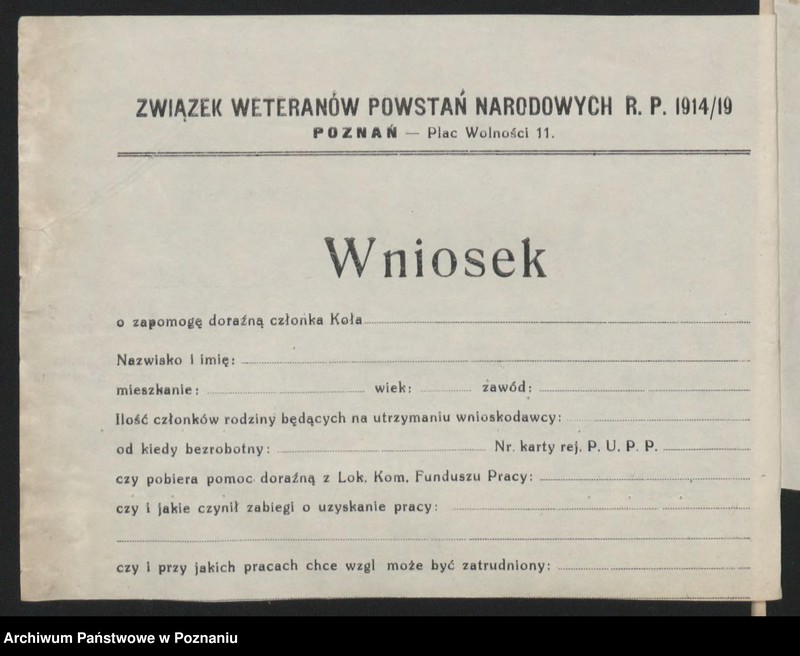 ZWIĄZEK WETERANÓW POWSTAŃ NARODOWYCH R. P. 1914/19
POZNAŃ — Plac Wolności 11.
Wniosek
o zapomogę doraźną członka Koła
Nazwisko i imię:
mieszkanie: wiek: zawód:
Ilość członków rodziny będących na utrzymaniu wnioskodawcy:
od kiedy bezrobotny: Nr. karty rej. P. U. P. P.
czy pobiera pomoc doraźną z Lok. Kom. Funduszu Pracy:
czy i jakie czynił zabiegi o uzyskanie pracy:
czy i przy jakich pracach chce wzgl może być zatrudniony:
Archiwum Państwowe w Poznaniu